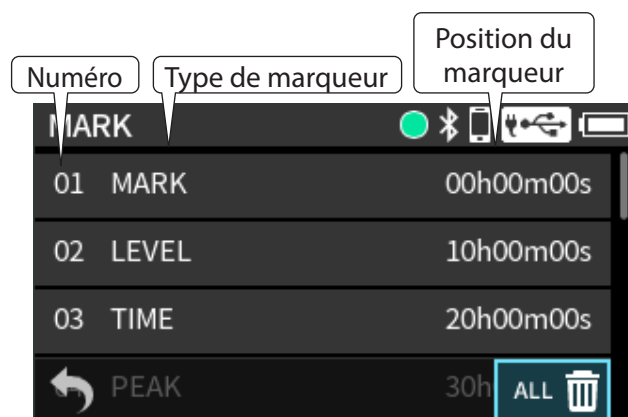 Position du
marqueur
Numéro
Type de marqueur
MARK
01 MARK 00h00m00s
02 LEVEL 10h00m00s
03 TIME 20h00m00s
PEAK 30h
ALL